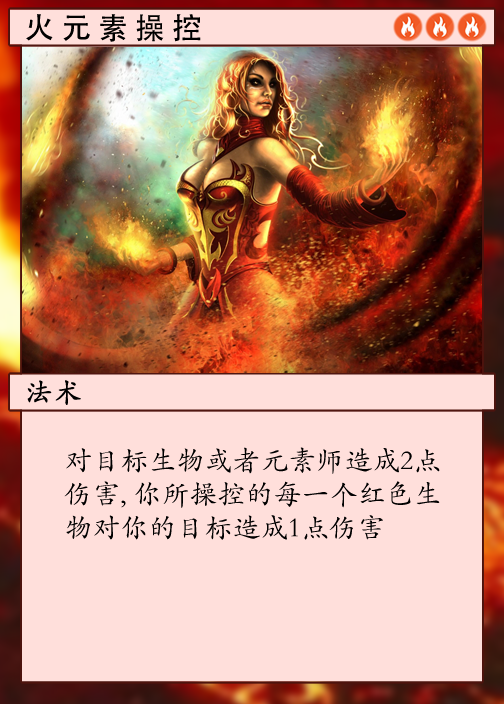 火元素操控
法术
对目标生物或者元素师造成2点
伤害,你所操控的每一个红色生
物对你的目标造成1点伤害